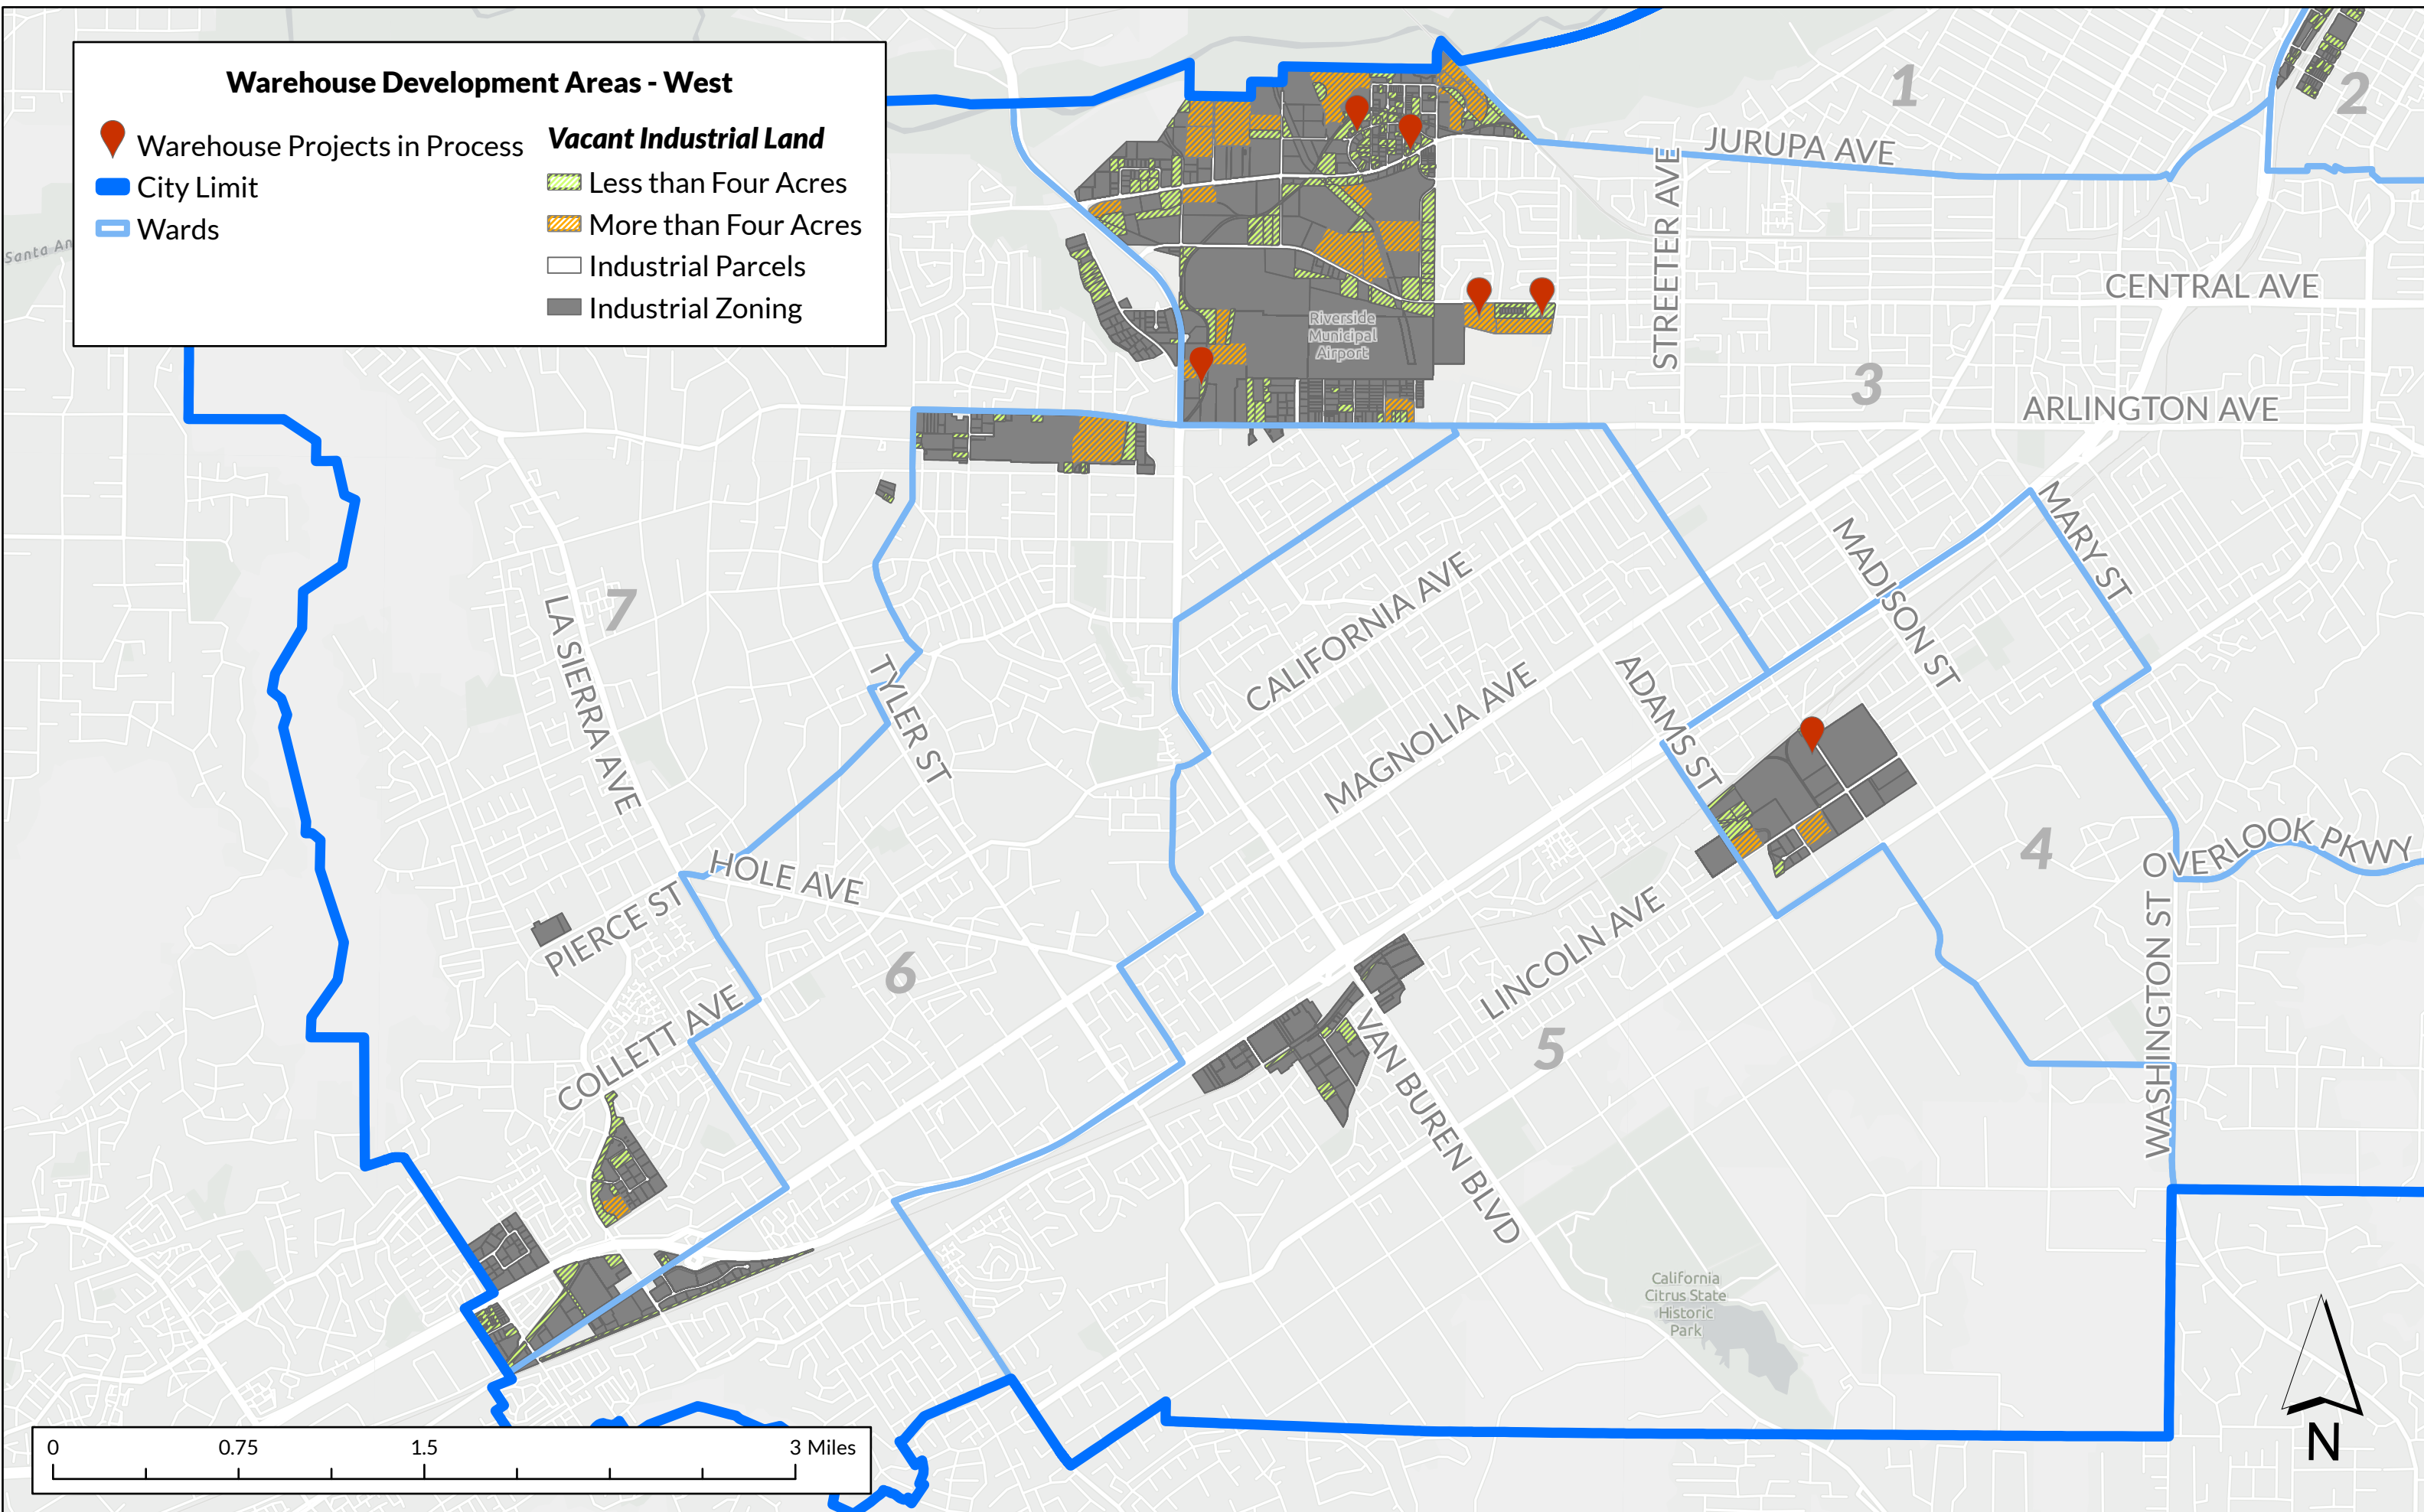 Warehouse Development Areas - West
Warehouse Projects in Process
City Limit
Wards
Vacant Industrial Land
Less than Four Acres
More than Four Acres
Industrial Parcels
Industrial Zoning
Santa An
1
2
JURUPA AVE
STREETER AVE
CENTRAL AVE
Riverside
Municipal
Airport
3
ARLINGTON AVE
MARY ST
MADISON ST
7
LA SIERRA AVE
CALIFORNIA AVE
TYLER ST
MAGNOLIA AVE
ADAMS ST
4
OVERLOOK PKWY
HOLE AVE
PIERCE ST
LINCOLN AVE
6
WASHINGTON ST
COLLETT AVE
5
VAN BUREN BLVD
California
Citrus State
Historic
Park
0 0.75 1.5 3 Miles
N